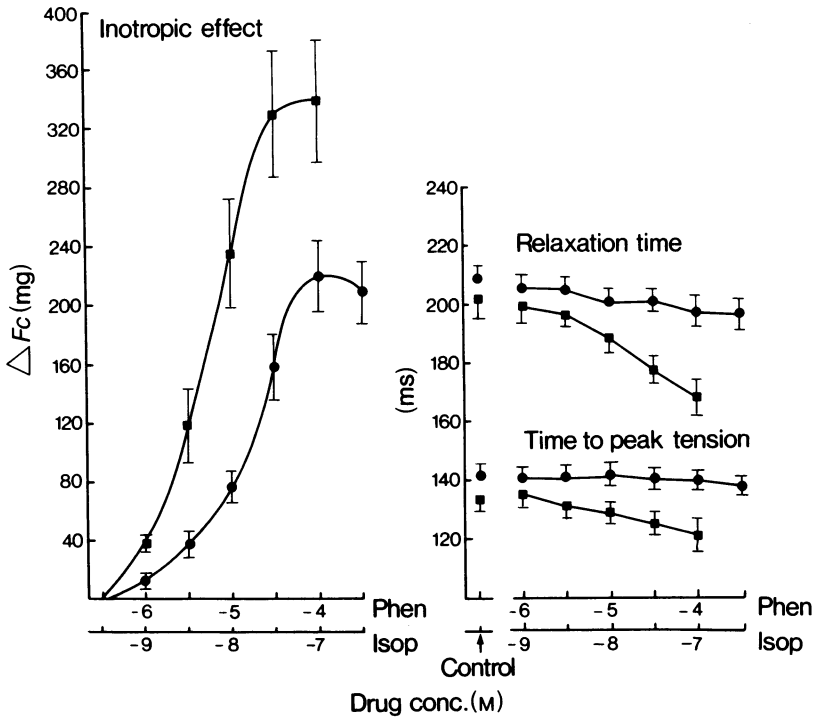 Inotropic effect
400
360
320
280
240
200
160
120
80
40
△Fc (mg)
-6 -5 -4 Phen
-9 -8 -7 Isop
240
220
200
180
160
140
120
(ms)
Relaxation time
Time to peak tension
-6 -5 -4 Phen
-9 -8 -7 Isop
Control
Drug conc. (M)